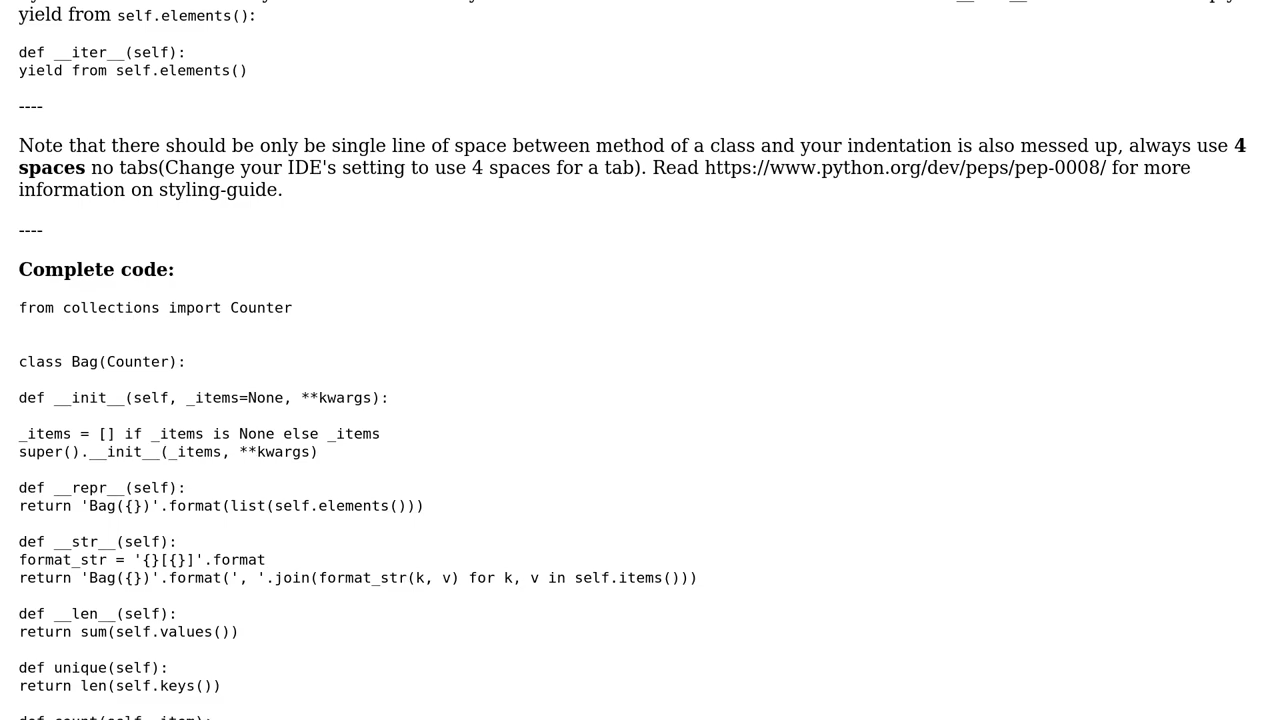 yield from self.elements():
def __iter__(self):
yield from self.elements()
----
Note that there should be only be single line of space between method of a class and your indentation is also messed up, always use 4
spaces no tabs(Change your IDE's setting to use 4 spaces for a tab). Read https://www.python.org/dev/peps/pep-0008/ for more
information on styling-guide.
----
Complete code:
from collections import Counter
class Bag(Counter):
def __init__(self, _items=None, **kwargs):
_items = [] if _items is None else _items
super().__init__(_items, **kwargs)
def __repr__(self):
return 'Bag({})'.format(list(self.elements()))
def __str__(self):
format_str = '{}[{}]'.format
return 'Bag({})'.format(', '.join(format_str(k, v) for k, v in self.items()))
def __len__(self):
return sum(self.values())
def unique(self):
return len(self.keys())
def count(self, item):